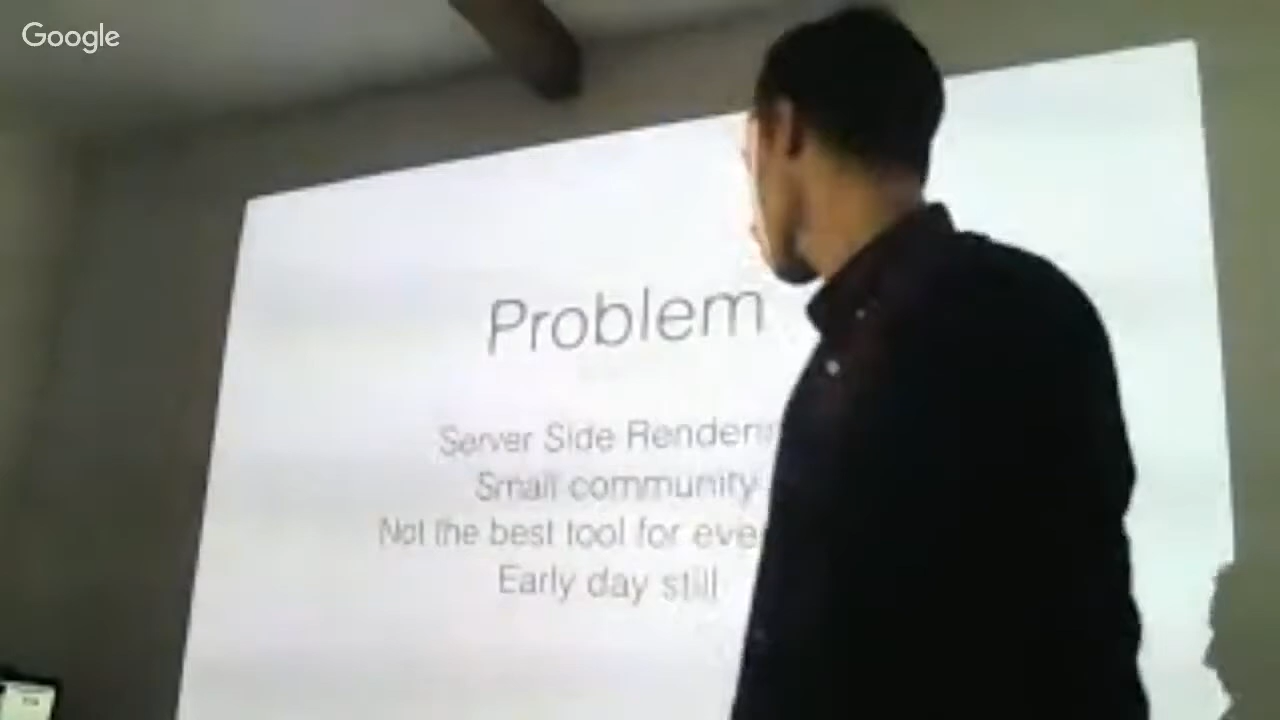 Google
Problem
Server Side
Small community
Not the best tool for
Early day still